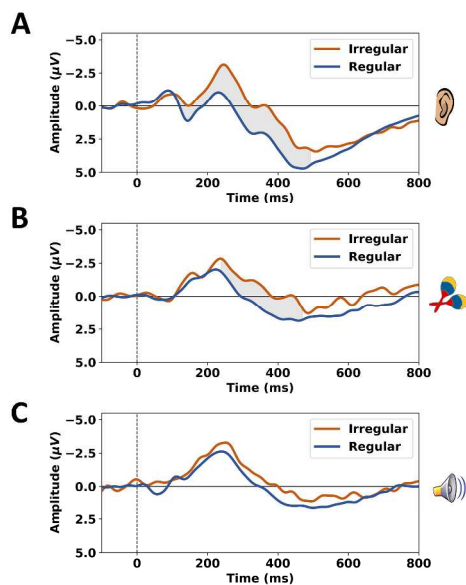 A
Amplitude (μV)
−5.0
−2.5
0.0
2.5
5.0
Irregular
Regular
0
200
400
600
800
Time (ms)
B
Amplitude (μV)
−5.0
−2.5
0.0
2.5
5.0
Irregular
Regular
0
200
400
600
800
Time (ms)
C
Amplitude (μV)
−5.0
−2.5
0.0
2.5
5.0
Irregular
Regular
0
200
400
600
800
Time (ms)